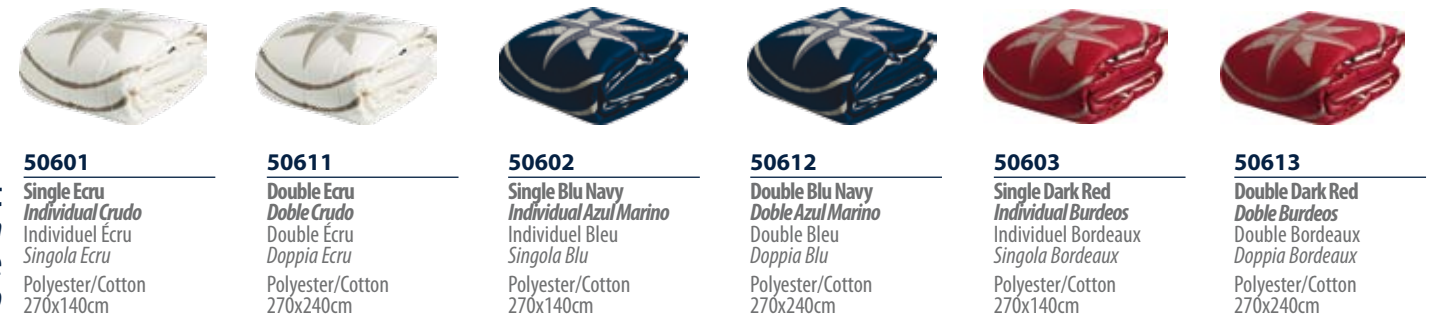 50601
Single Ecru
Individual Crudo
Individuel Écru
Singola Ecru
Polyester/Cotton
270x140cm
50611
Double Ecru
Doble Crudo
Double Écru
Doppia Ecru
Polyester/Cotton
270x240cm
50602
Single Blu Navy
Individual Azul Marino
Individuel Bleu
Singola Blu
Polyester/Cotton
270x140cm
50612
Double Blu Navy
Doble Azul Marino
Double Bleu
Doppia Blu
Polyester/Cotton
270x240cm
50603
Single Dark Red
Individual Burdeos
Individuel Bordeaux
Singola Bordeaux
Polyester/Cotton
270x140cm
50613
Double Dark Red
Doble Burdeos
Double Bordeaux
Doppia Bordeaux
Polyester/Cotton
270x240cm